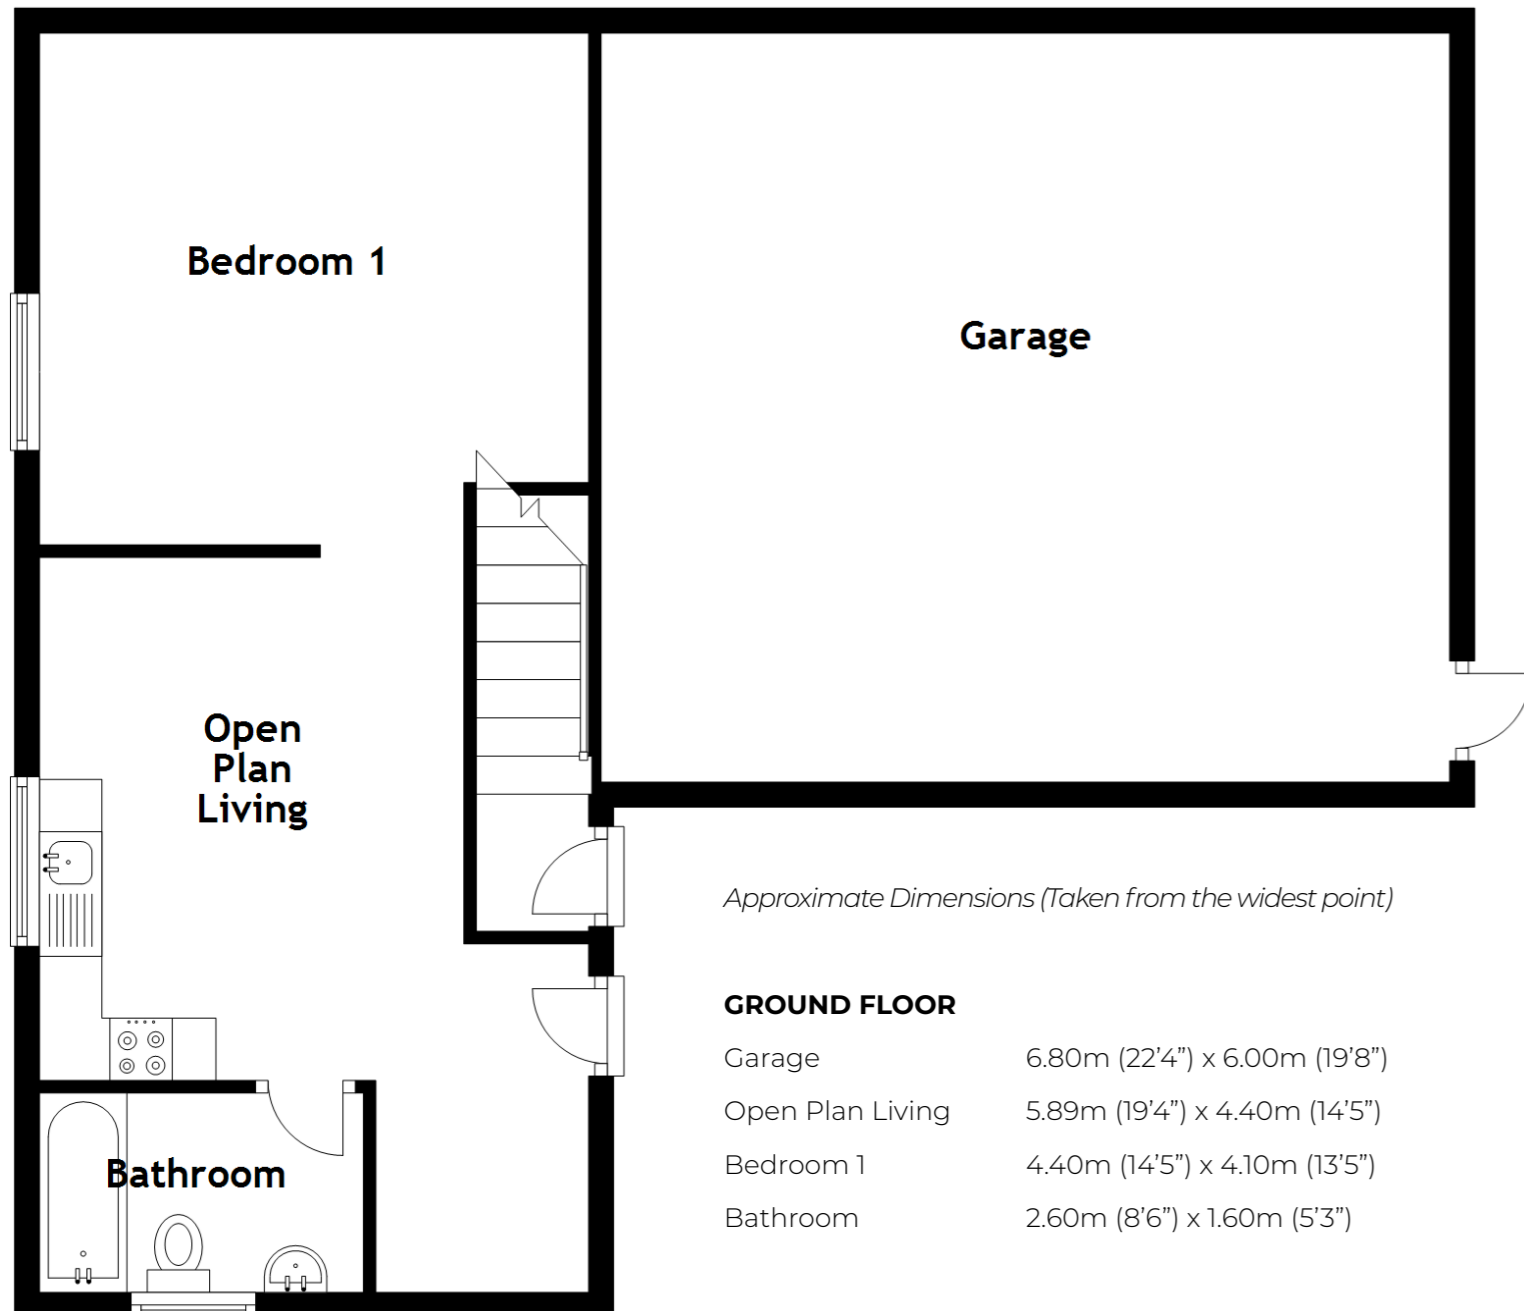 Bedroom 1
Garage
Open
Plan
Living
Bathroom
Approximate Dimensions (Taken from the widest point)
GROUND FLOOR
Garage 6.80m (22’4”) x 6.00m (19’8”)
Open Plan Living 5.89m (19’4”) x 4.40m (14’5”)
Bedroom 1 4.40m (14’5”) x 4.10m (13’5”)
Bathroom 2.60m (8’6”) x 1.60m (5’3”)